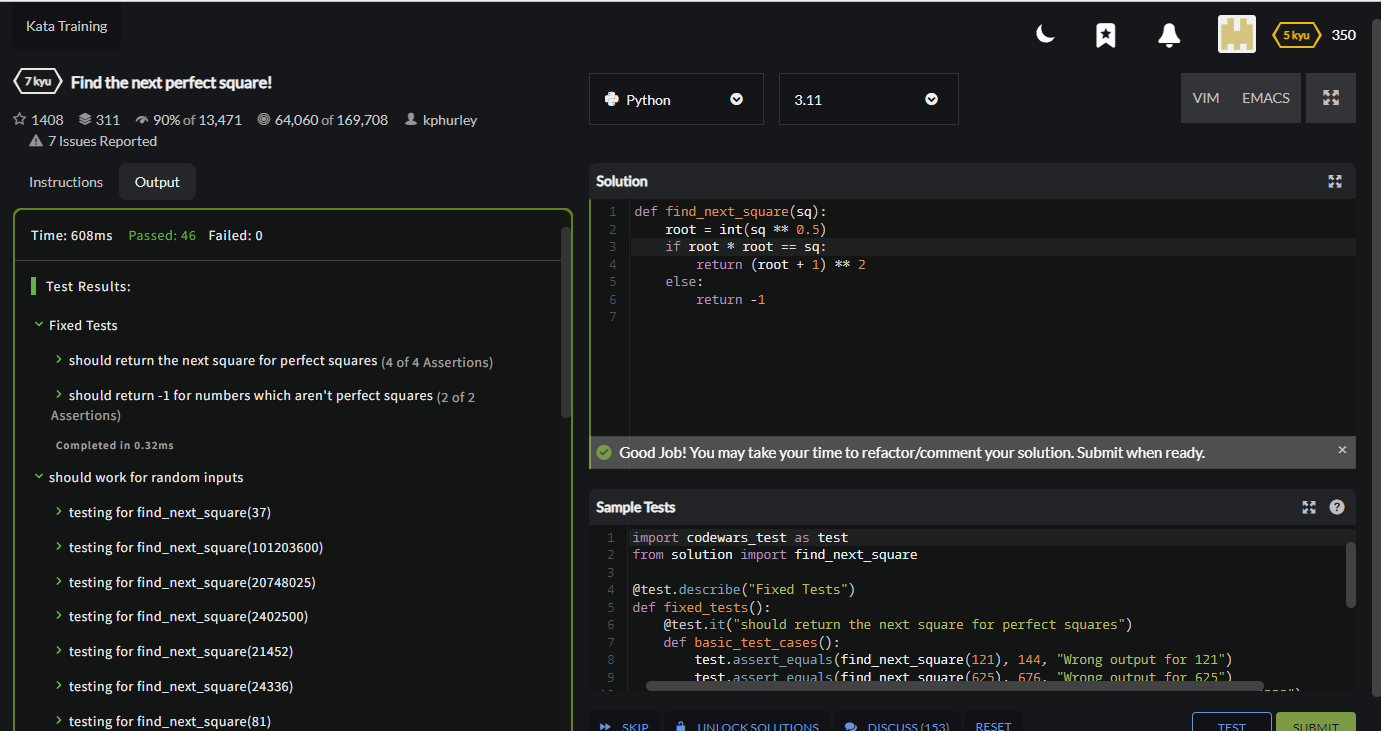 Kata Training
5 kyu 350
7 kyu Find the next perfect square!
1408 311 90% of 13,471 64,060 of 169,708 kphurley
7 Issues Reported
Instructions Output
Time: 608ms Passed: 46 Failed: 0
Test Results:
Fixed Tests
should return the next square for perfect squares (4 of 4 Assertions)
should return -1 for numbers which aren't perfect squares (2 of 2
Assertions)
Completed in 0.32ms
should work for random inputs
testing for find_next_square(37)
testing for find_next_square(101203600)
testing for find_next_square(20748025)
testing for find_next_square(2402500)
testing for find_next_square(21452)
testing for find_next_square(24336)
testing for find_next_square(81)
Python 3.11 VIM EMACS
Solution
1 def find_next_square(sq):
2 root = int(sq ** 0.5)
3 if root * root == sq:
4 return (root + 1) ** 2
5 else:
6 return -1
7
Good Job! You may take your time to refactor/comment your solution. Submit when ready.
Sample Tests
1 import codewars_test as test
2 from solution import find_next_square
3
4 @test.describe("Fixed Tests")
5 def fixed_tests():
6 @test.it("should return the next square for perfect squares")
7 def basic_test_cases():
8 test.assert_equals(find_next_square(121), 144, "Wrong output for 121")
9 test.assert_equals(find_next_square(625), 676, "Wrong output for 625")
SKIP UNLOCK SOLUTIONS DISCUSS (153) RESET TEST SUBMIT